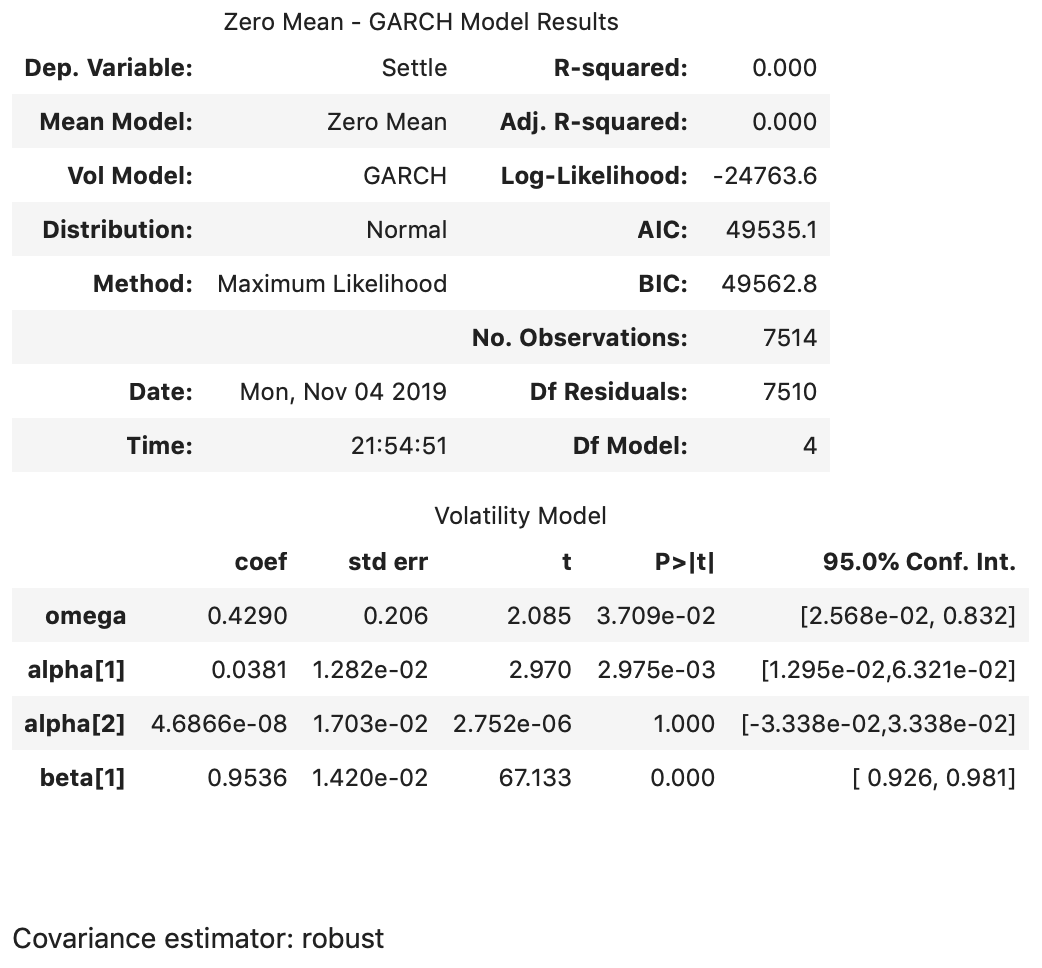 Zero Mean - GARCH Model Results
Dep. Variable: Settle R-squared: 0.000
Mean Model: Zero Mean Adj. R-squared: 0.000
Vol Model: GARCH Log-Likelihood: -24763.6
Distribution: Normal AIC: 49535.1
Method: Maximum Likelihood BIC: 49562.8
No. Observations: 7514
Date: Mon, Nov 04 2019 Df Residuals: 7510
Time: 21:54:51 Df Model: 4
Volatility Model
coef std err t P>|t| 95.0% Conf. Int.
omega 0.4290 0.206 2.085 3.709e-02 [2.568e-02, 0.832]
alpha[1] 0.0381 1.282e-02 2.970 2.975e-03 [1.295e-02,6.321e-02]
alpha[2] 4.6866e-08 1.703e-02 2.752e-06 1.000 [-3.338e-02,3.338e-02]
beta[1] 0.9536 1.420e-02 67.133 0.000 [ 0.926, 0.981]
Covariance estimator: robust